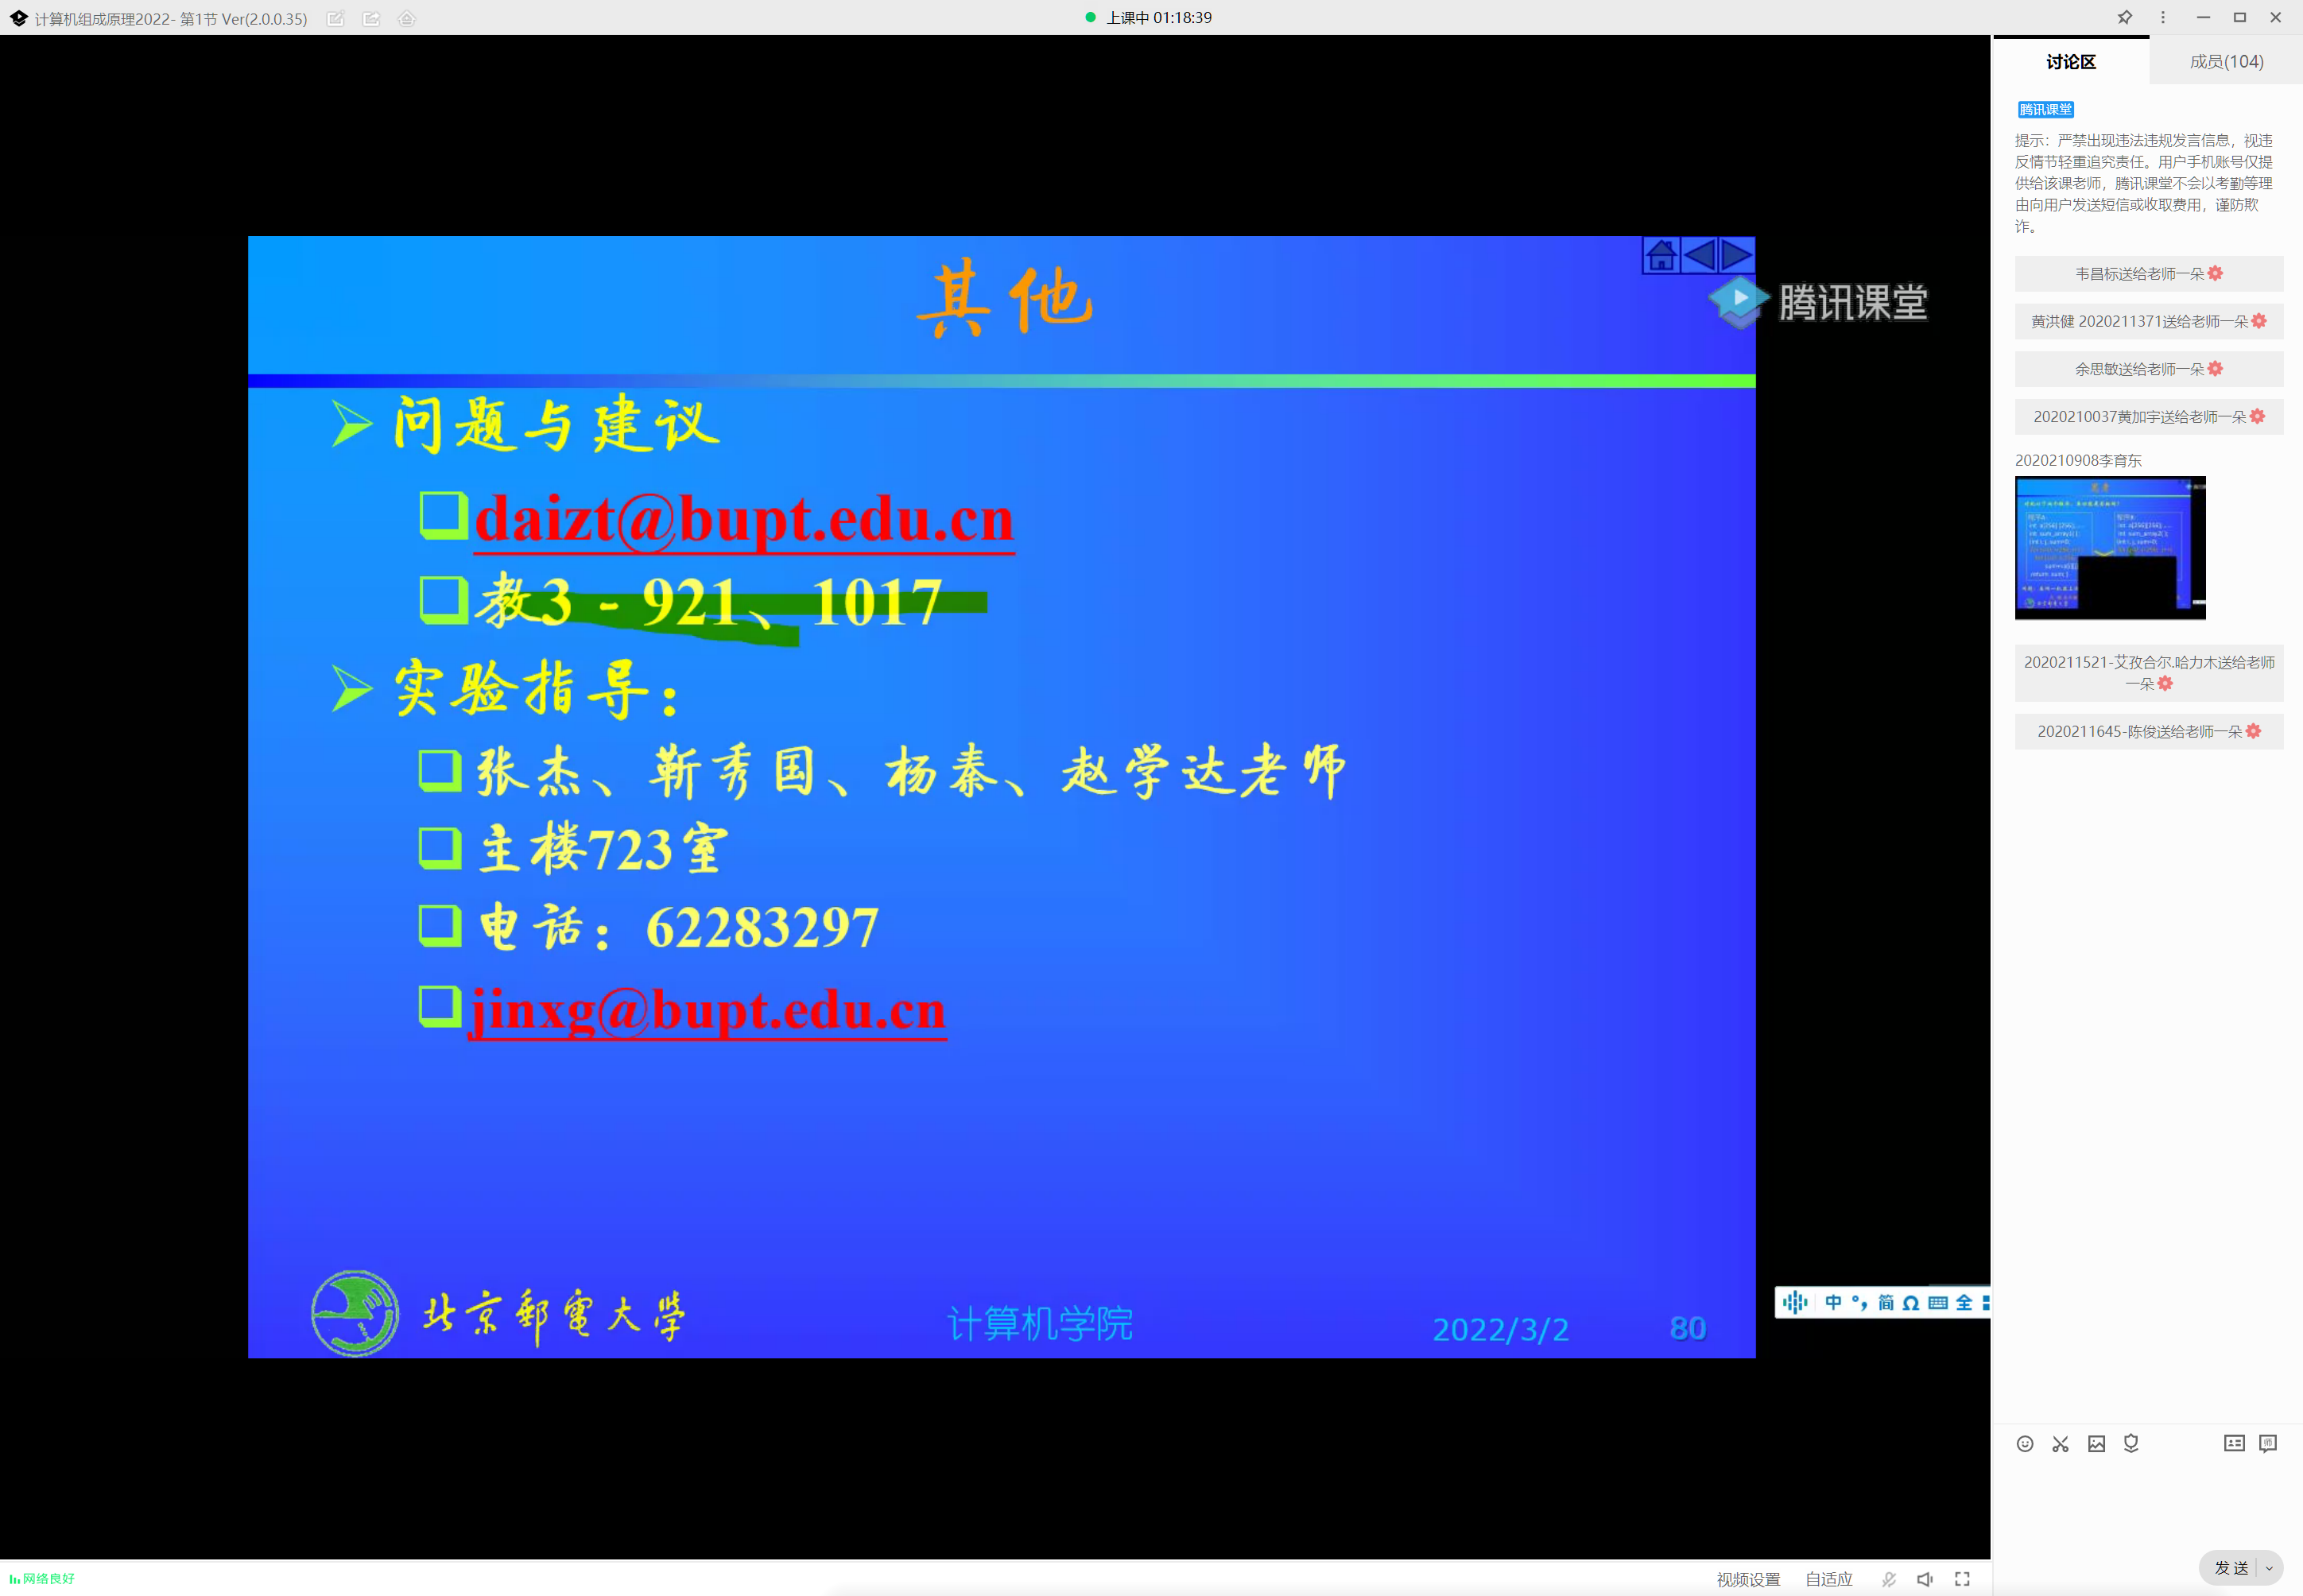 计算机组成原理2022- 第1节 Ver(2.0.0.35)
上课中 01:18:39
其他
腾讯课堂
问题与建议
daizt@bupt.edu.cn
教3 - 921、1017
实验指导：
张杰、靳秀国、杨秦、赵学达老师
主楼723室
电话：62283297
jinxg@bupt.edu.cn
北京郵電大學
计算机学院
2022/3/2
80
中 °, 简 Ω 全
讨论区
成员(104)
腾讯课堂
提示：严禁出现违法违规发言信息，视违
反情节轻重追究责任。用户手机账号仅提
供给该课老师，腾讯课堂不会以考勤等理
由向用户发送短信或收取费用，谨防欺
诈。
韦昌标送给老师一朵
黄洪健 2020211371送给老师一朵
余思敏送给老师一朵
2020210037黄加宇送给老师一朵
2020210908李育东
2020211521-艾孜合尔.哈力木送给老师
一朵
2020211645-陈俊送给老师一朵
发送
网络良好
视频设置
自适应